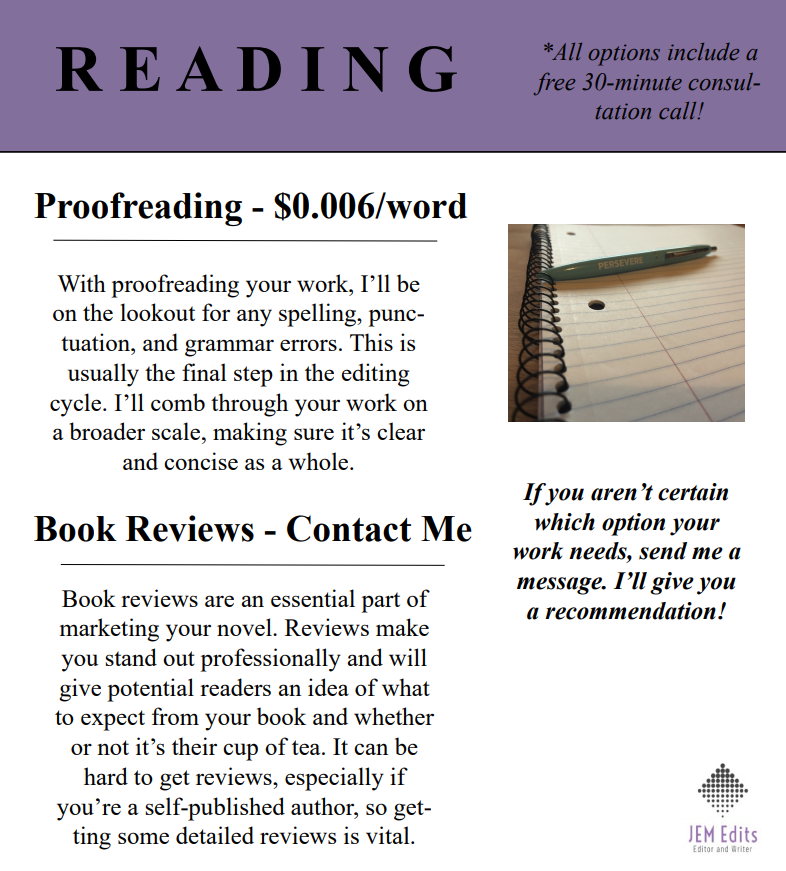 READING
*All options include a
free 30-minute consul-
tation call!
Proofreading - $0.006/word
With proofreading your work, I’ll be
on the lookout for any spelling, punc-
tuation, and grammar errors. This is
usually the final step in the editing
cycle. I’ll comb through your work on
a broader scale, making sure it’s clear
and concise as a whole.
PERSEVERE
Book Reviews - Contact Me
Book reviews are an essential part of
marketing your novel. Reviews make
you stand out professionally and will
give potential readers an idea of what
to expect from your book and whether
or not it’s their cup of tea. It can be
hard to get reviews, especially if
you’re a self-published author, so get-
ting some detailed reviews is vital.
If you aren’t certain
which option your
work needs, send me a
message. I’ll give you
a recommendation!
JEM Edits
Editor and Writer